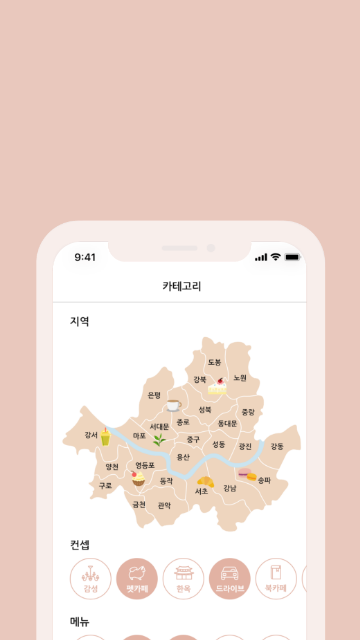 9:41
카테고리
지역
도봉
강북
노원
은평
성북
중랑
종로
서대문
동대문
강서
마포
중구
성동
광진
강동
용산
양천
영등포
구로
동작
송파
서초
강남
금천
관악
컨셉
감성
펫카페
한옥
드라이브
북카페
메뉴